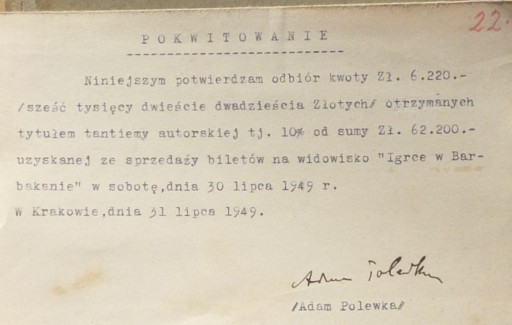 22.
POKWITOWANIE
Niniejszym potwierdzam odbiór kwoty Zł. 6.220.-
/sześć tysięcy dwieście dwadzieścia Złotych/ otrzymanych
tytułem tantiemy autorskiej tj. 10% od sumy Zł. 62.200.-
uzyskanej ze sprzedaży biletów na widowisko "Igrce w Bar-
bakanie" w sobotę,dnia 30 lipca 1949 r.
W Krakowie,dnia 31 lipca 1949.
Adam Polewka
/Adam Polewka/